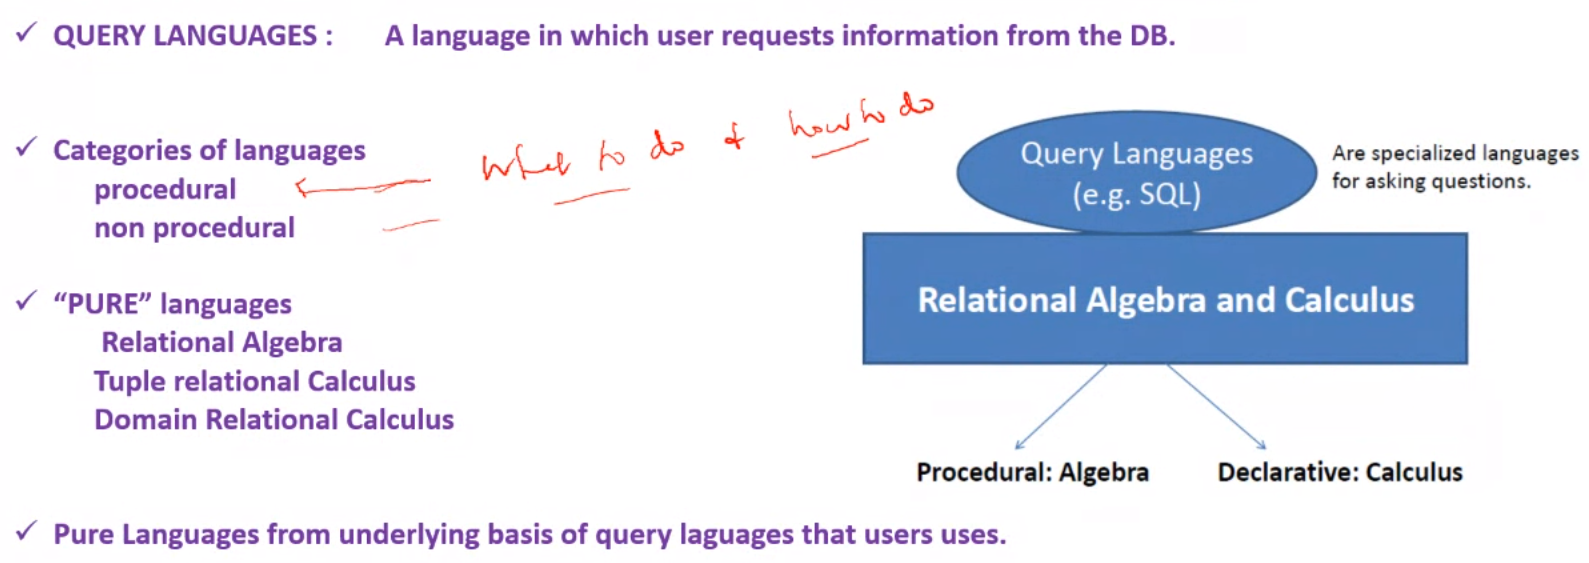 ✓ QUERY LANGUAGES : A language in which user requests information from the DB.
✓ Categories of languages
procedural
non procedural
what to do & how to do
✓ “PURE” languages
Relational Algebra
Tuple relational Calculus
Domain Relational Calculus
Query Languages
(e.g. SQL)
Are specialized languages
for asking questions.
Relational Algebra and Calculus
Procedural: Algebra
Declarative: Calculus
✓ Pure Languages from underlying basis of query laguages that users uses.